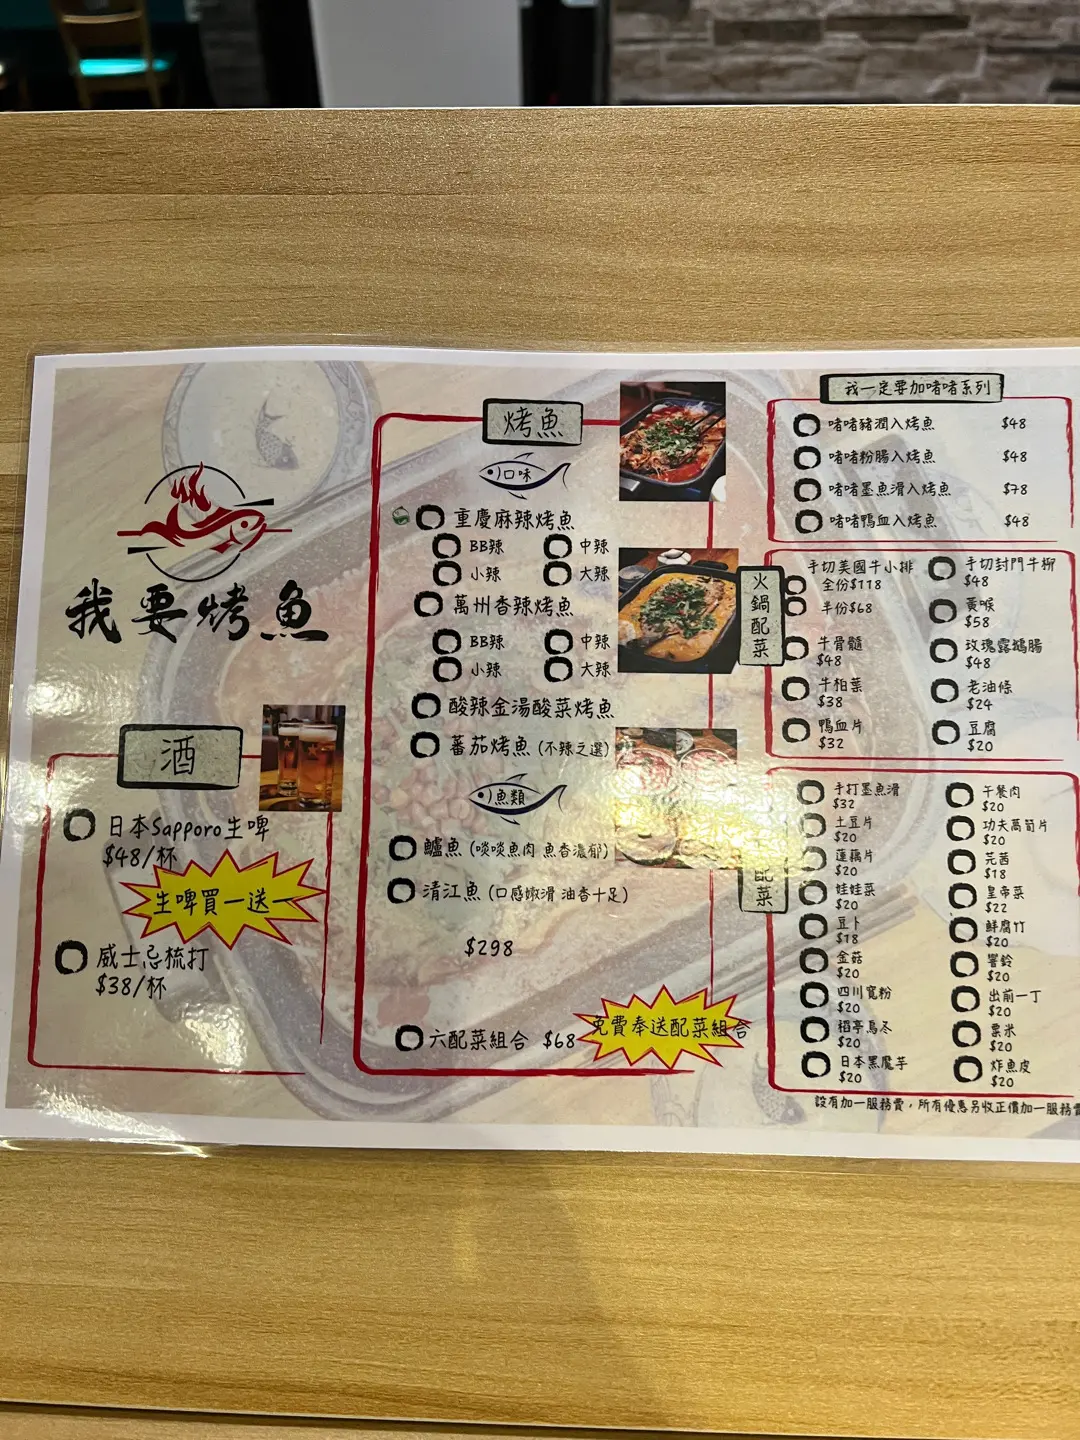 我要烤魚
酒
日本Sapporo生啤
$48/杯
生啤買一送一
威士忌梳打
$38/杯
烤魚
口味
重慶麻辣烤魚
BB辣 中辣
小辣 大辣
萬州香辣烤魚
BB辣 中辣
小辣 大辣
酸辣金湯酸菜烤魚
蕃茄烤魚 (不辣之選)
魚類
鱸魚 (啖啖魚肉 魚香濃郁)
清江魚 (口感嫩滑 油香十足)
$298
六配菜組合 $68
免費奉送配菜組合
我一定要加啫啫系列
啫啫豬潤入烤魚 $48
啫啫粉腸入烤魚 $48
啫啫墨魚滑入烤魚 $78
啫啫鴨血入烤魚 $48
火鍋配菜
手切美國牛小排
全份$118
半份$68
牛骨髓
$48
牛柏葉
$38
鴨血片
$32
手切封門牛柳
$48
黃喉
$58
玫瑰露鵝腸
$48
老油條
$24
豆腐
$20
配菜
手打墨魚滑
$32
土豆片
$20
蓮藕片
$20
娃娃菜
$20
豆卜
$18
金菇
$20
四川寬粉
$20
稻亭烏冬
$20
日本黑魔芋
$20
午餐肉
$20
功夫萵筍片
$20
芫茜
$18
皇帝菜
$22
鮮腐竹
$20
響鈴
$20
出前一丁
$20
粟米
$20
炸魚皮
$20
設有加一服務費，所有優惠另收正價加一服務費